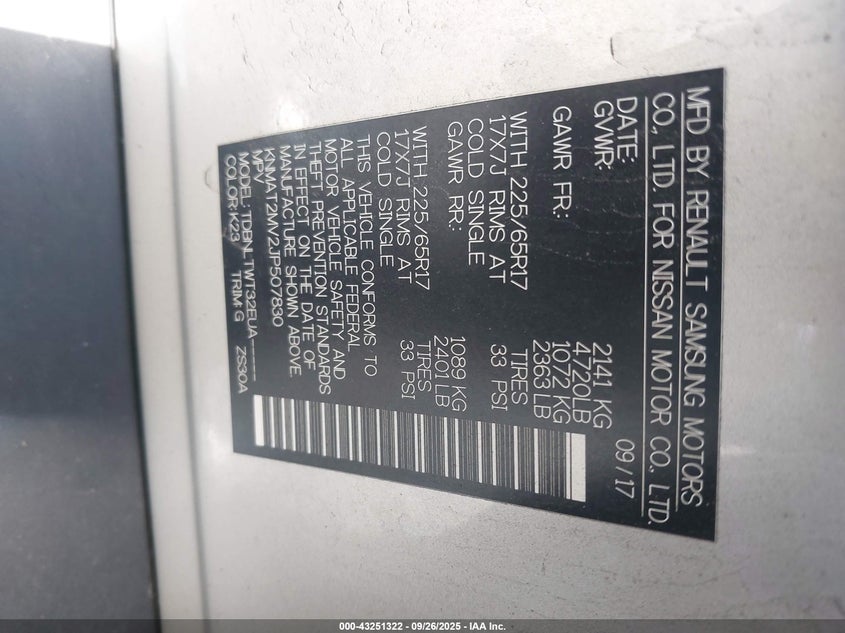 MFD BY RENAULT SAMSUNG MOTORS
CO., LTD. FOR NISSAN MOTOR CO., LTD.
DATE: 09/17
GVWR: 2141 KG
4720LB
GAWR FR.: 1072 KG
2363 LB
WITH 225/65R17 TIRES
17X7J RIMS AT 33 PSI
COLD SINGLE
GAWR RR.: 1089 KG
2401 LB
WITH 225/65R17 TIRES
17X7J RIMS AT 33 PSI
COLD SINGLE
THIS VEHICLE CONFORMS TO
ALL APPLICABLE FEDERAL
MOTOR VEHICLE SAFETY AND
THEFT PREVENTION STANDARDS
IN EFFECT ON THE DATE OF
MANUFACTURE SHOWN ABOVE.
KNMAT2MV2JP507830
MPV
MODEL: TDBNLTWT32EUA-----
COLOR:K23 TRIM:G ZS30A
000-43251322 - 09/26/2025 - IAA Inc.